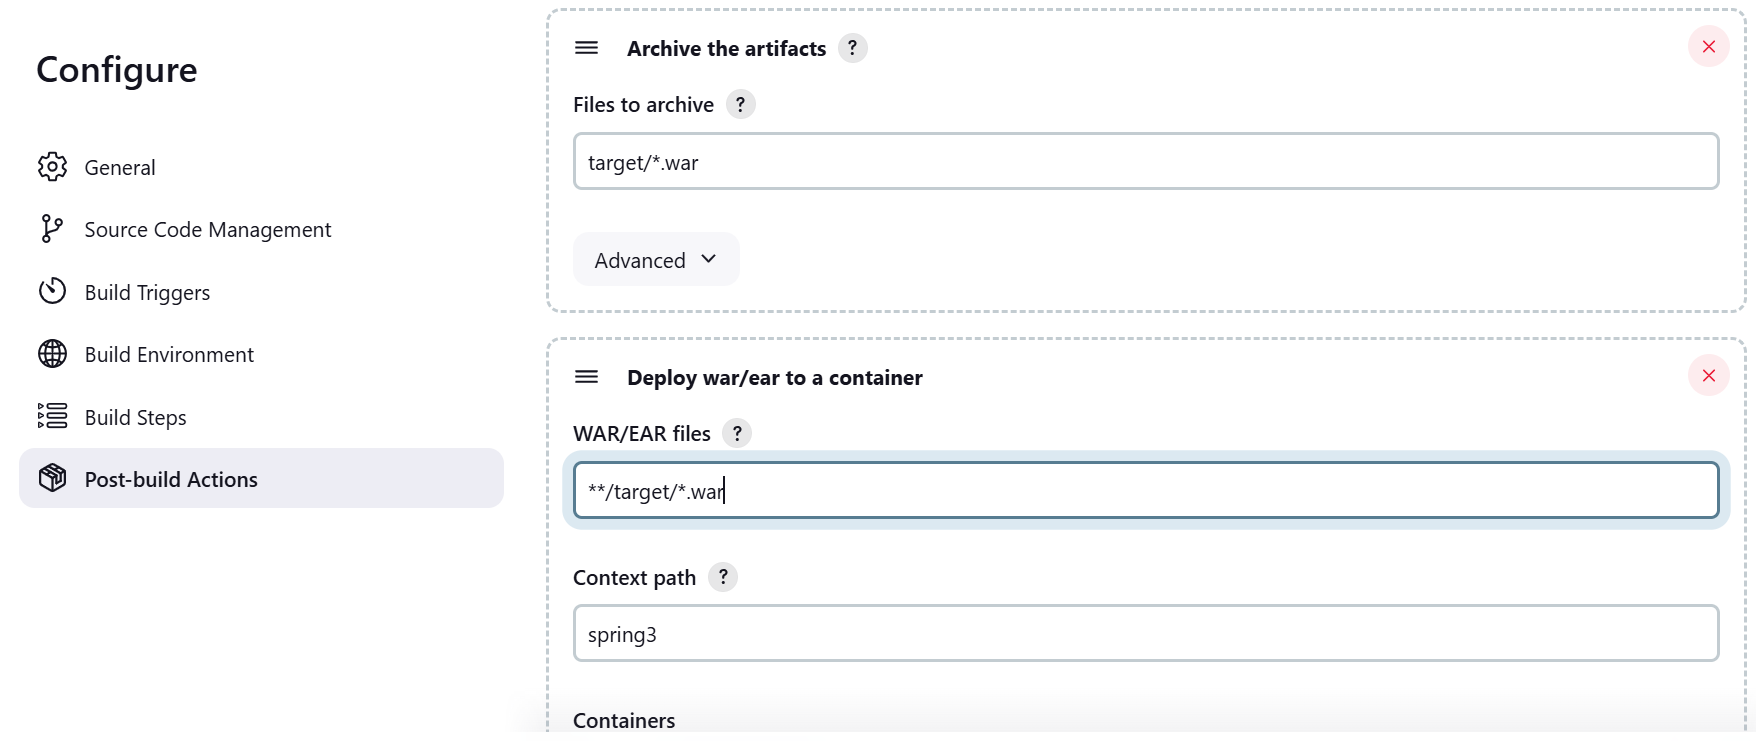 Configure
General
Source Code Management
Build Triggers
Build Environment
Build Steps
Post-build Actions
Archive the artifacts ?
Files to archive ?
target/*.war
Advanced
Deploy war/ear to a container
WAR/EAR files ?
**/target/*.war
Context path ?
spring3
Containers